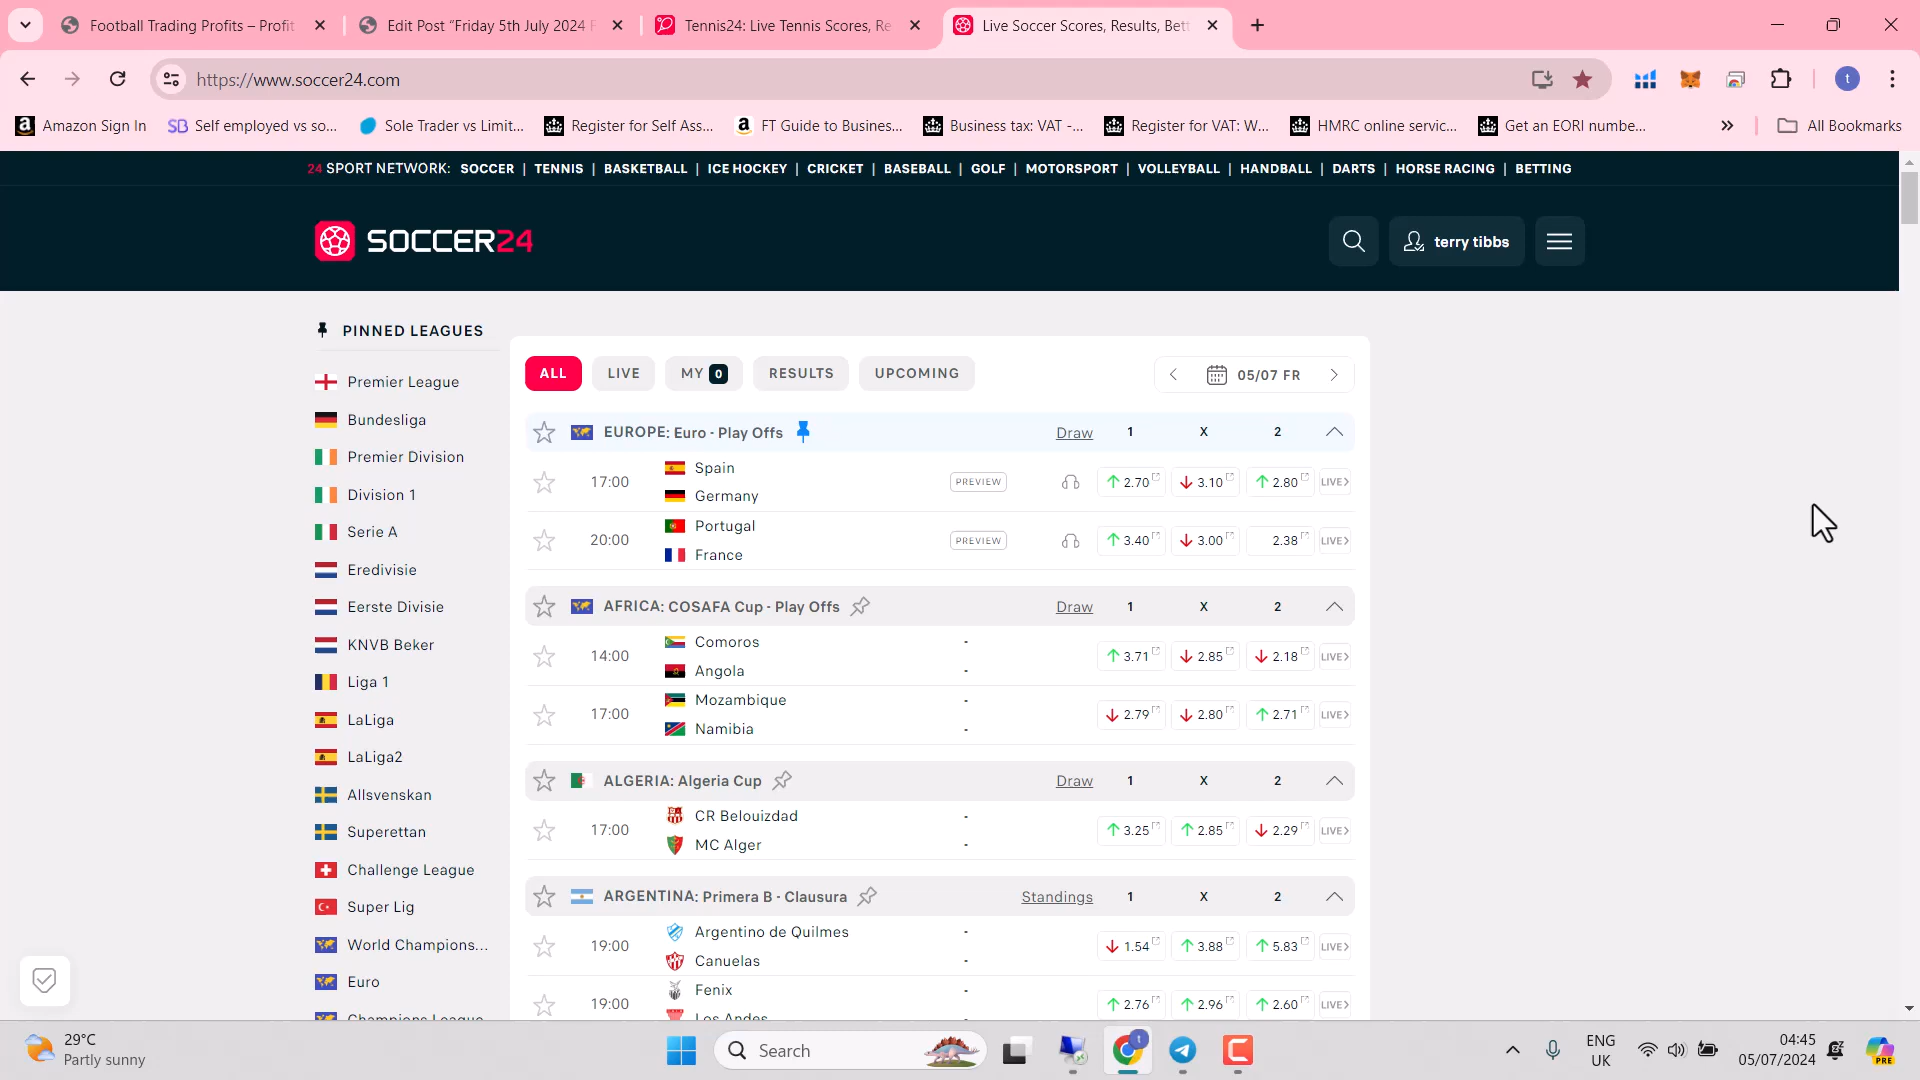 Football Trading Profits – Profit
Edit Post “Friday 5th July 2024 F
Tennis24: Live Tennis Scores, Re
Live Soccer Scores, Results, Bett
https://www.soccer24.com
t
Amazon Sign In
Self employed vs so...
Sole Trader vs Limit...
Register for Self Ass...
FT Guide to Busines...
Business tax: VAT -...
Register for VAT: W...
HMRC online servic...
Get an EORI numbe...
All Bookmarks
24 SPORT NETWORK: SOCCER | TENNIS | BASKETBALL | ICE HOCKEY | CRICKET | BASEBALL | GOLF | MOTORSPORT | VOLLEYBALL | HANDBALL | DARTS | HORSE RACING | BETTING
SOCCER24
terry tibbs
PINNED LEAGUES
Premier League
Bundesliga
Premier Division
Division 1
Serie A
Eredivisie
Eerste Divisie
KNVB Beker
Liga 1
LaLiga
LaLiga2
Allsvenskan
Superettan
Challenge League
Super Lig
World Champions...
Euro
Champions League
ALL LIVE MY 0 RESULTS UPCOMING 05/07 FR
EUROPE: Euro - Play Offs Draw 1 X 2
17:00 Spain Germany PREVIEW 2.70 3.10 2.80 LIVE>
20:00 Portugal France PREVIEW 3.40 3.00 2.38 LIVE>
AFRICA: COSAFA Cup - Play Offs Draw 1 X 2
14:00 Comoros - Angola - 3.71 2.85 2.18 LIVE>
17:00 Mozambique - Namibia - 2.79 2.80 2.71 LIVE>
ALGERIA: Algeria Cup Draw 1 X 2
17:00 CR Belouizdad - MC Alger - 3.25 2.85 2.29 LIVE>
ARGENTINA: Primera B - Clausura Standings 1 X 2
19:00 Argentino de Quilmes - Canuelas - 1.54 3.88 5.83 LIVE>
19:00 Fenix - Los Andes - 2.76 2.96 2.60 LIVE>
29°C
Partly sunny
Search
ENG
UK
04:45
05/07/2024
PRE